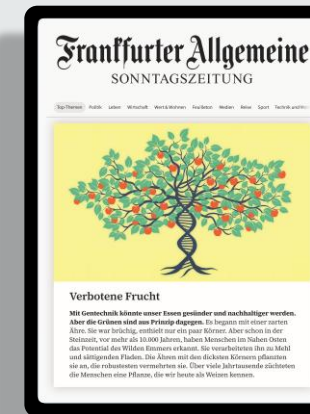 Frankfurter Allgemeine
SONNTAGSZEITUNG
Top-Themen Politik Leben Wirtschaft Wert&Wohnen Feuilleton Medien Reise Sport Technik und Mo
Verbotene Frucht
Mit Gentechnik könnte unser Essen gesünder und nachhaltiger werden.
Aber die Grünen sind aus Prinzip dagegen. Es begann mit einer zarten
Ähre. Sie war brüchig, enthielt nur ein paar Körner. Aber schon in der
Steinzeit, vor mehr als 10.000 Jahren, haben Menschen im Nahen Osten
das Potential des Wilden Emmers erkannt. Sie verarbeiteten ihn zu Mehl
und sättigenden Fladen. Die Ähren mit den dicksten Körnern pflanzten
sie an, die robustesten vermehrten sie. Über viele Jahrtausende züchteten
die Menschen eine Pflanze, die wir heute als Weizen kennen.